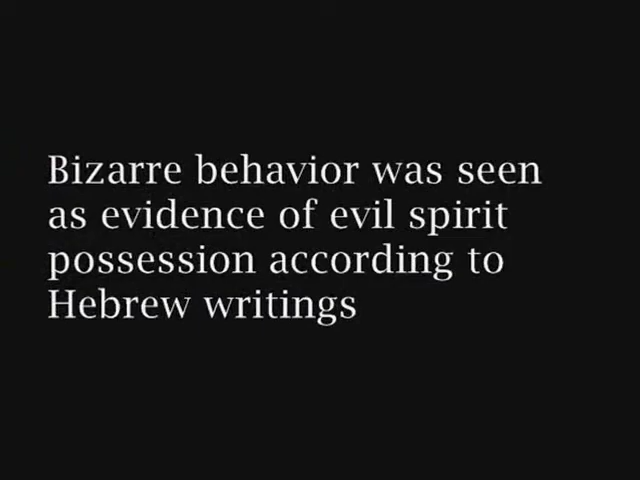 Bizarre behavior was seen
as evidence of evil spirit
possession according to
Hebrew writings